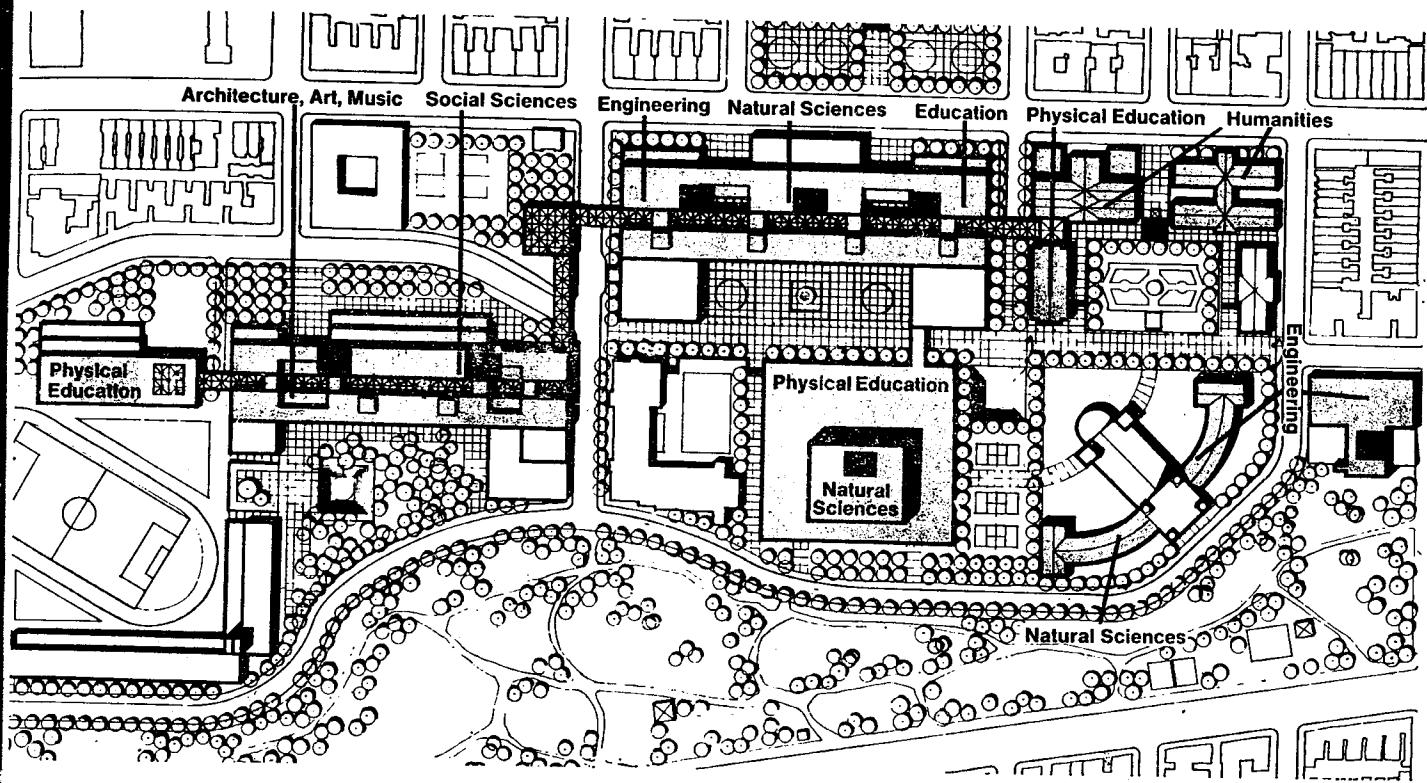 Architecture, Art, Music
Social Sciences
Engineering
Natural Sciences
Education
Physical Education
Humanities
Engineering
Physical
Education
Physical Education
Natural
Sciences
Natural Sciences